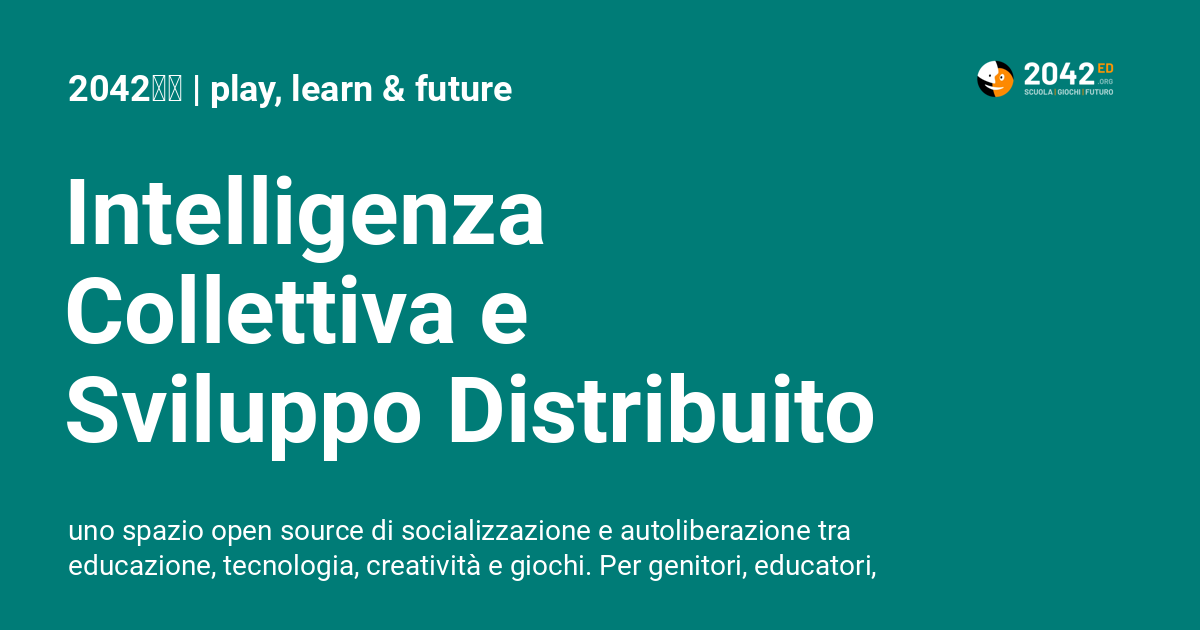 2042 | play, learn & future
2042 ED
.ORG
SCUOLA | GIOCHI | FUTURO
Intelligenza
Collettiva e
Sviluppo Distribuito
uno spazio open source di socializzazione e autoliberazione tra
educazione, tecnologia, creatività e giochi. Per genitori, educatori,